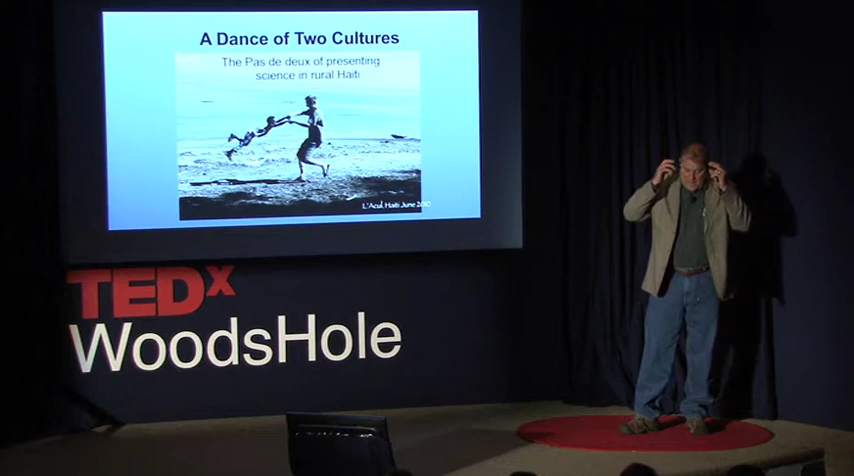 A Dance of Two Cultures
The Pas de deux of presenting
science in rural Haiti
L'Acul, Haiti June 2010
TEDx
WoodsHole